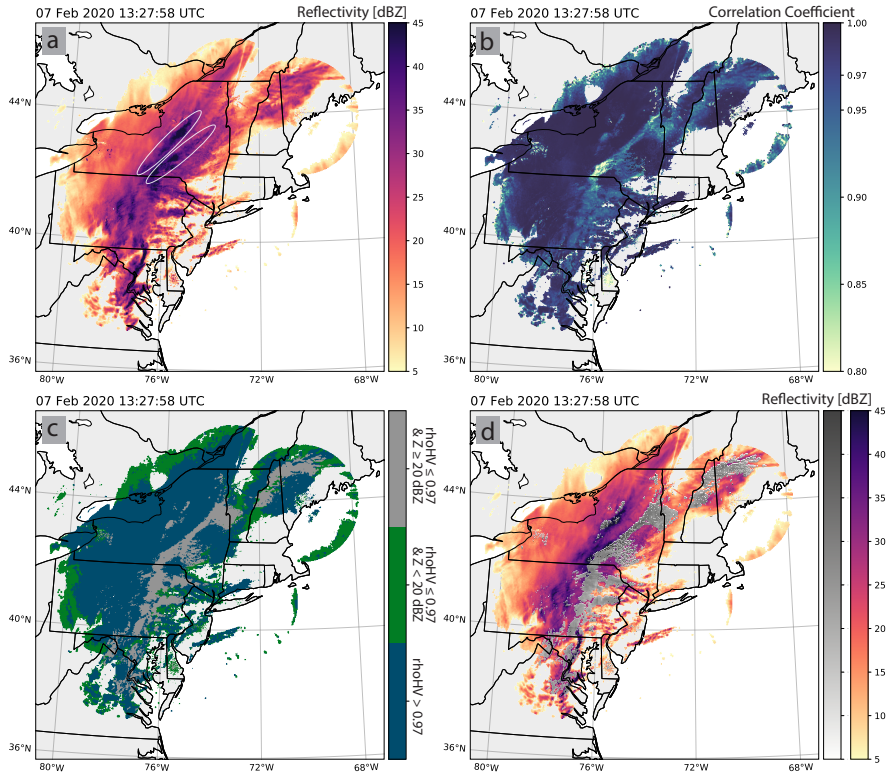 07 Feb 2020 13:27:58 UTC
Reflectivity [dBZ]
a
44°N
40°N
36°N
80°W
76°W
72°W
68°W
45
40
35
30
25
20
15
10
5
07 Feb 2020 13:27:58 UTC
Correlation Coefficient
b
44°N
40°N
36°N
80°W
76°W
72°W
68°W
1.00
0.97
0.95
0.90
0.85
0.80
07 Feb 2020 13:27:58 UTC
c
44°N
40°N
36°N
80°W
76°W
72°W
68°W
rhoHV ≤ 0.97
& Z ≥ 20 dBZ
rhoHV ≤ 0.97
& Z < 20 dBZ
rhoHV > 0.97
07 Feb 2020 13:27:58 UTC
Reflectivity [dBZ]
d
44°N
40°N
36°N
80°W
76°W
72°W
68°W
45
40
35
30
25
20
15
10
5